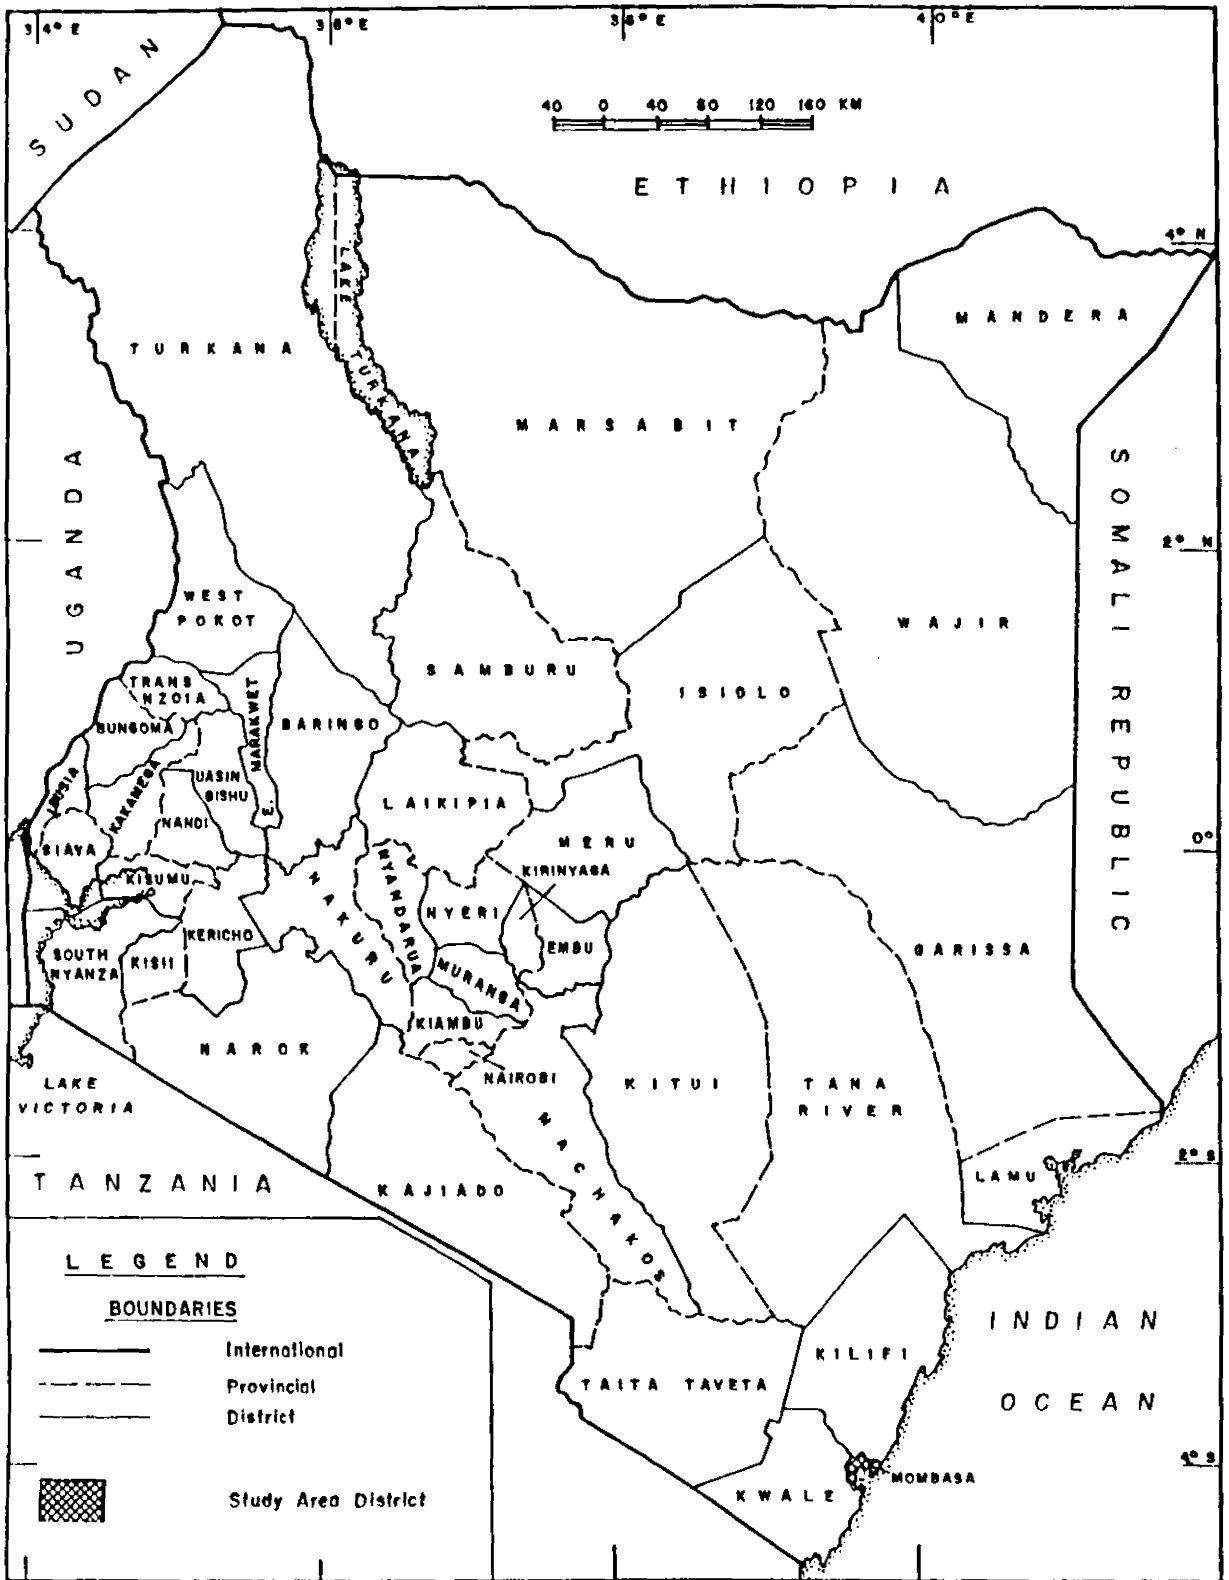 34° E 36° E 38° E 40° E
SUDAN
40 0 40 80 120 160 KM
ETHIOPIA
4° N
LAKE
TURKANA
MANDERA
TURKANA
MARSABIT
UGANDA
SOMALI REPUBLIC
2° N
WEST
POKOT
WAJIR
SAMBURU
TRANS
NZOIA
ISIOLO
BUNGOMA
E. MARAKWET
BARINGO
BUSIA
KAKAMEGA
UASIN
GISHU
LAIKIPIA
NANDI
SIAYA
MERU
0°
KIRINYAGA
KISUMU
NAKURU
NYANDARUA
NYERI
KERICHO
EMBU
GARISSA
SOUTH
NYANZA
KISII
MURANGA
KIAMBU
NAROK
NAIROBI
KITUI
TANA
RIVER
LAKE
VICTORIA
MACHAKOS
2° S
LAMU
TANZANIA
KAJIADO
LEGEND
BOUNDARIES
International
Provincial
District
Study Area District
INDIAN
OCEAN
KILIFI
TAITA TAVETA
4° S
MOMBASA
KWALE